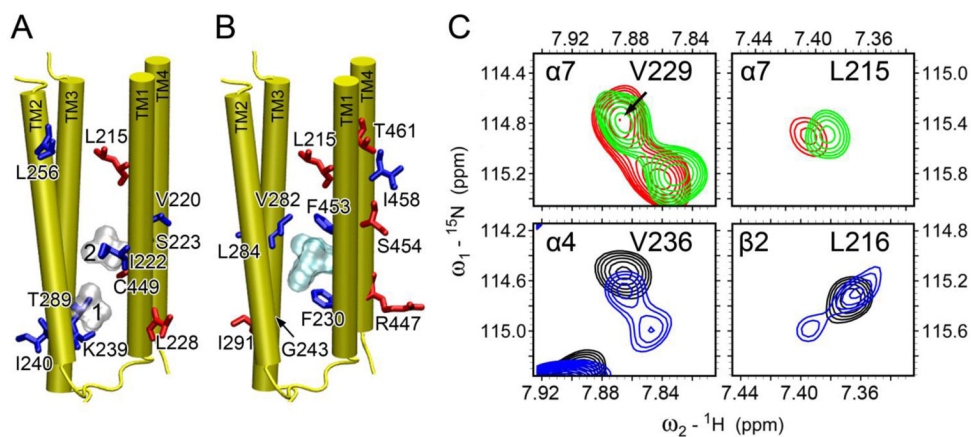 A
TM2
TM3
TM1
TM4
L215
L256
V220
S223
2
I222
C449
T289
1
K239
L228
I240
B
TM2
TM3
TM1
TM4
T461
L215
V282
F453
I458
L284
S454
F230
R447
I291
G243
C
7.92 7.88 7.84
7.44 7.40 7.36
α7 V229
α7 L215
114.4
114.8
115.2
115.0
115.4
115.8
α4 V236
β2 L216
114.2
114.6
115.0
114.8
115.2
115.6
7.92 7.88 7.84
7.44 7.40 7.36
ω1 - 15N (ppm)
ω2 - 1H (ppm)